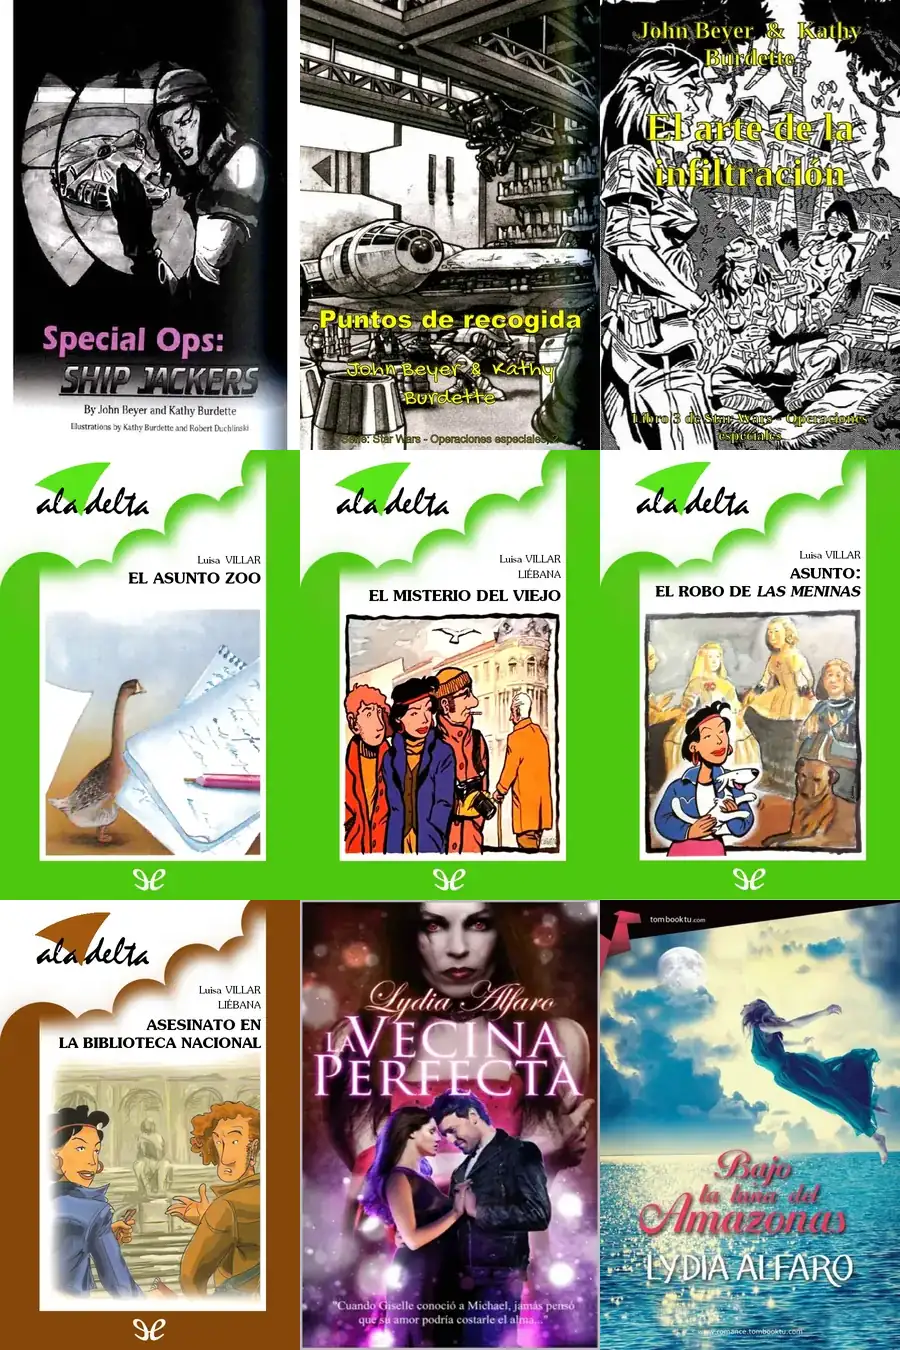 Special Ops:
SHIP JACKERS
By John Beyer and Kathy Burdette
Illustrations by Kathy Burdette and Robert Duchlinski
Puntos de recogida
John Beyer & Kathy
Burdette
Serie: Star Wars - Operaciones especiales, 2
John Beyer & Kathy
Burdette
El arte de la
infiltración
Libro 3 de Star Wars - Operaciones
especiales
ala delta
Luisa VILLAR
EL ASUNTO ZOO
ala delta
Luisa VILLAR
LIÉBANA
EL MISTERIO DEL VIEJO
ala delta
Luisa VILLAR
ASUNTO:
EL ROBO DE LAS MENINAS
ala delta
Luisa VILLAR
LIÉBANA
ASESINATO EN
LA BIBLIOTECA NACIONAL
Lydia Alfaro
LA VECINA
PERFECTA
"Cuando Giselle conoció a Michael, jamás pensó
que su amor podría costarle el alma..."
tombooktu.com
Bajo
la luna del
Amazonas
LYDIA ALFARO
www.romance.tombooktu.com